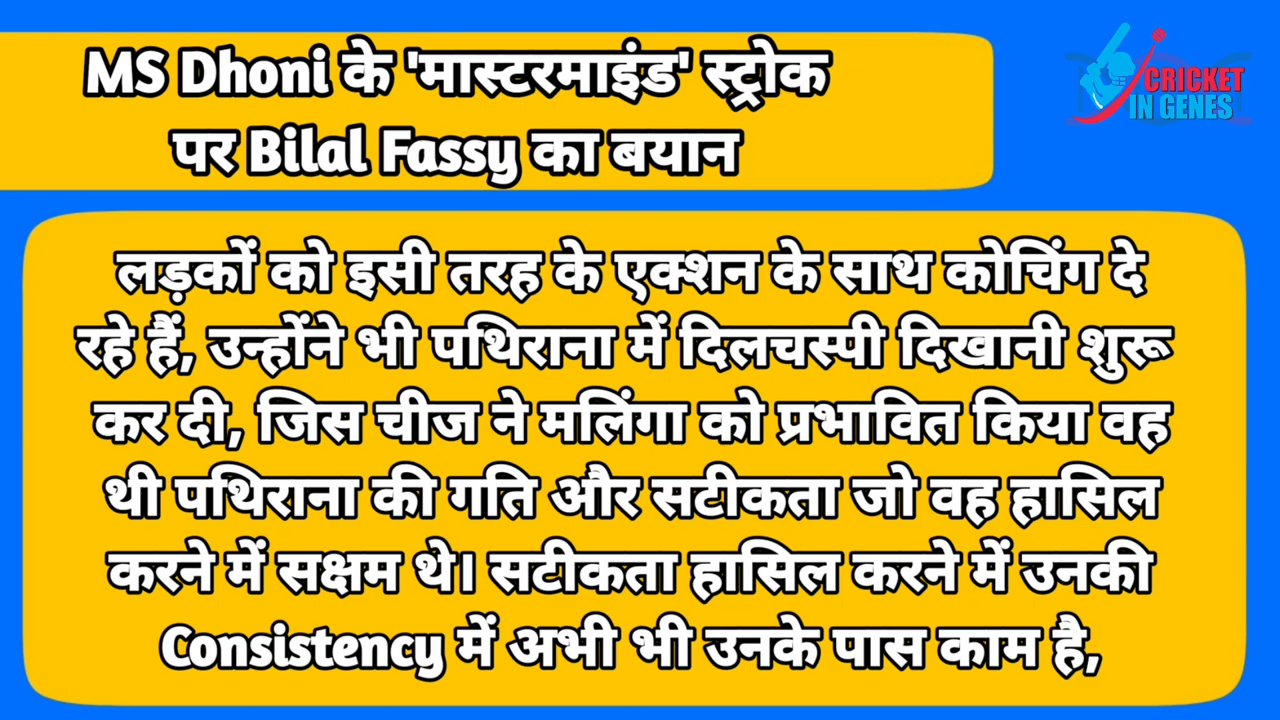 MS Dhoni के 'मास्टरमाइंड' स्ट्रोक
पर Bilal Fassy का बयान
CRICKET
IN GENES
लड़कों को इसी तरह के एक्शन के साथ कोचिंग दे
रहे हैं, उन्होंने भी पथिराना में दिलचस्पी दिखानी शुरू
कर दी, जिस चीज ने मलिंगा को प्रभावित किया वह
थी पथिराना की गति और सटीकता जो वह हासिल
करने में सक्षम थे। सटीकता हासिल करने में उनकी
Consistency में अभी भी उनके पास काम है,